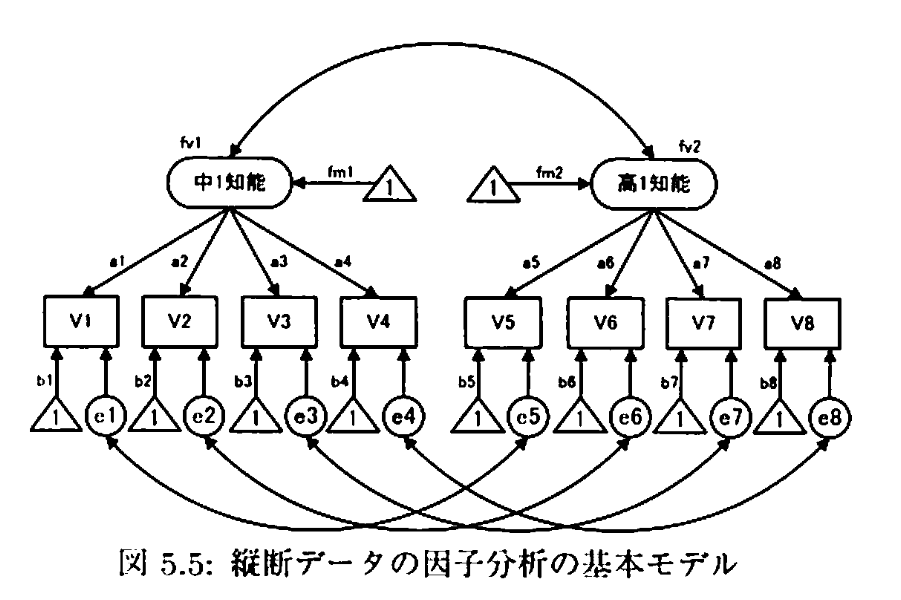 fv1 fv2
中1知能 fm1 1 1 fm2 高1知能
a1 a2 a3 a4 a5 a6 a7 a8
V1 V2 V3 V4 V5 V6 V7 V8
b1 b2 b3 b4 b5 b6 b7 b8
1 e1 1 e2 1 e3 1 e4 1 e5 1 e6 1 e7 1 e8
図 5.5: 縦断データの因子分析の基本モデル